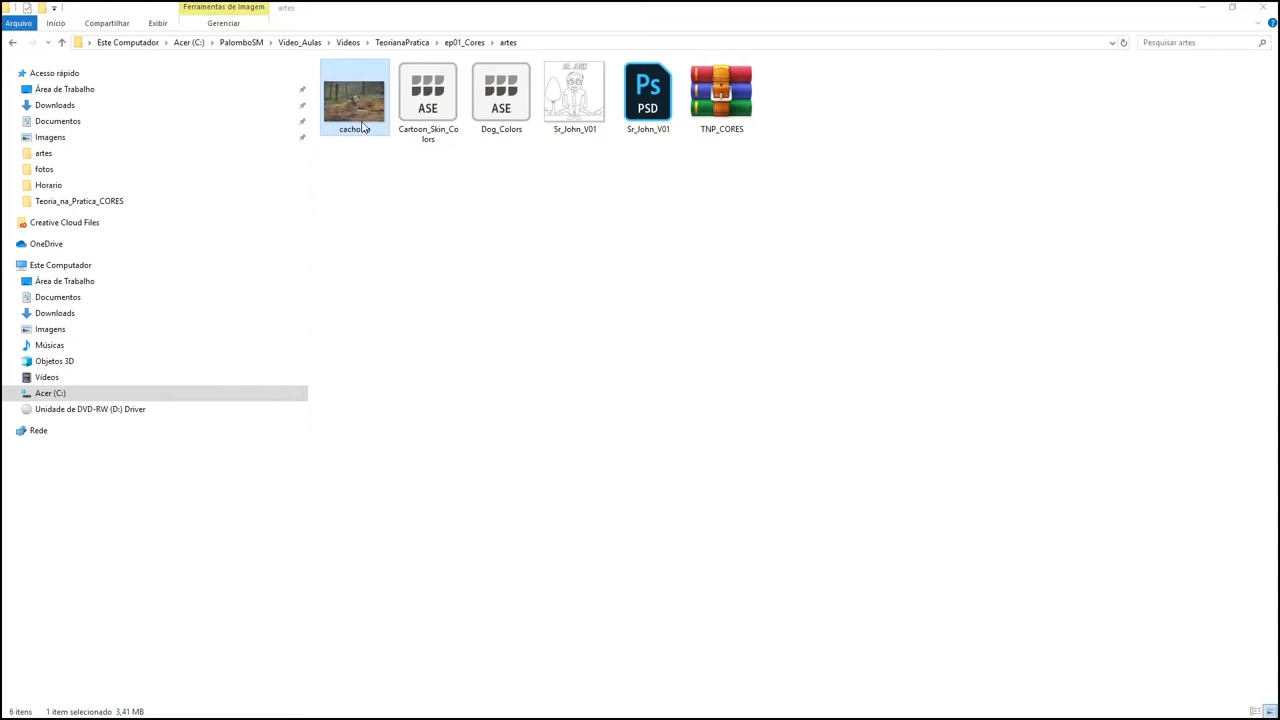 Ferramentas de Imagem
artes
Arquivo
Início
Compartilhar
Exibir
Gerenciar
Este Computador
Acer (C:)
PalomboSM
Video_Aulas
Videos
TeorianaPratica
ep01_Cores
artes
Pesquisar artes
Acesso rápido
Área de Trabalho
Downloads
Documentos
Imagens
artes
fotos
Horario
Teoria_na_Pratica_CORES
Creative Cloud Files
OneDrive
Este Computador
Área de Trabalho
Documentos
Downloads
Imagens
Músicas
Objetos 3D
Vídeos
Acer (C:)
Unidade de DVD-RW (D:) Driver
Rede
ASE
Cartoon_Skin_Co
lors
ASE
Dog_Colors
SR. JOHN
Sr_John_V01
Ps
PSD
Sr_John_V01
TNP_CORES
6 itens
1 item selecionado 3,41 MB